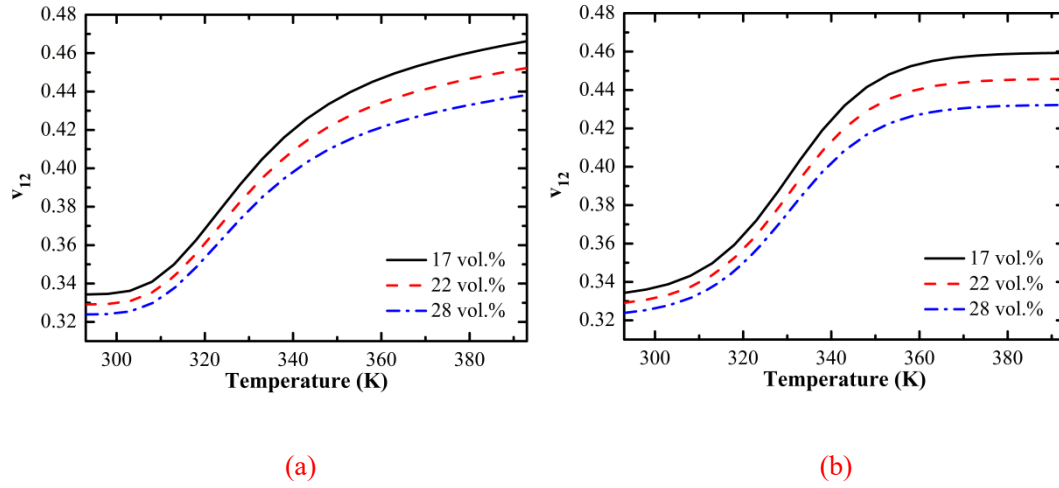 0.48
0.46
0.44
0.42
0.40
0.38
0.36
0.34
0.32
v12
300 320 340 360 380
Temperature (K)
17 vol.%
22 vol.%
28 vol.%
(a)
0.48
0.46
0.44
0.42
0.40
0.38
0.36
0.34
0.32
v12
300 320 340 360 380
Temperature (K)
17 vol.%
22 vol.%
28 vol.%
(b)